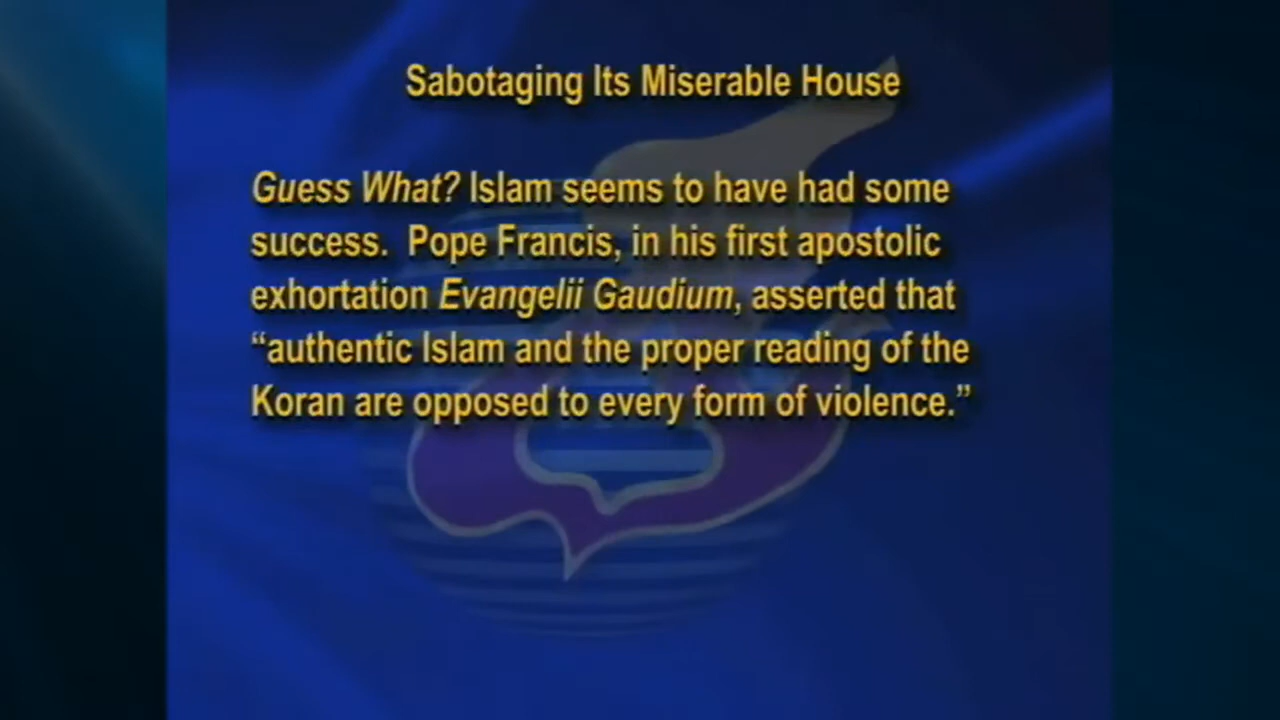 Sabotaging Its Miserable House
Guess What? Islam seems to have had some
success.  Pope Francis, in his first apostolic
exhortation Evangelii Gaudium, asserted that
“authentic Islam and the proper reading of the
Koran are opposed to every form of violence.”